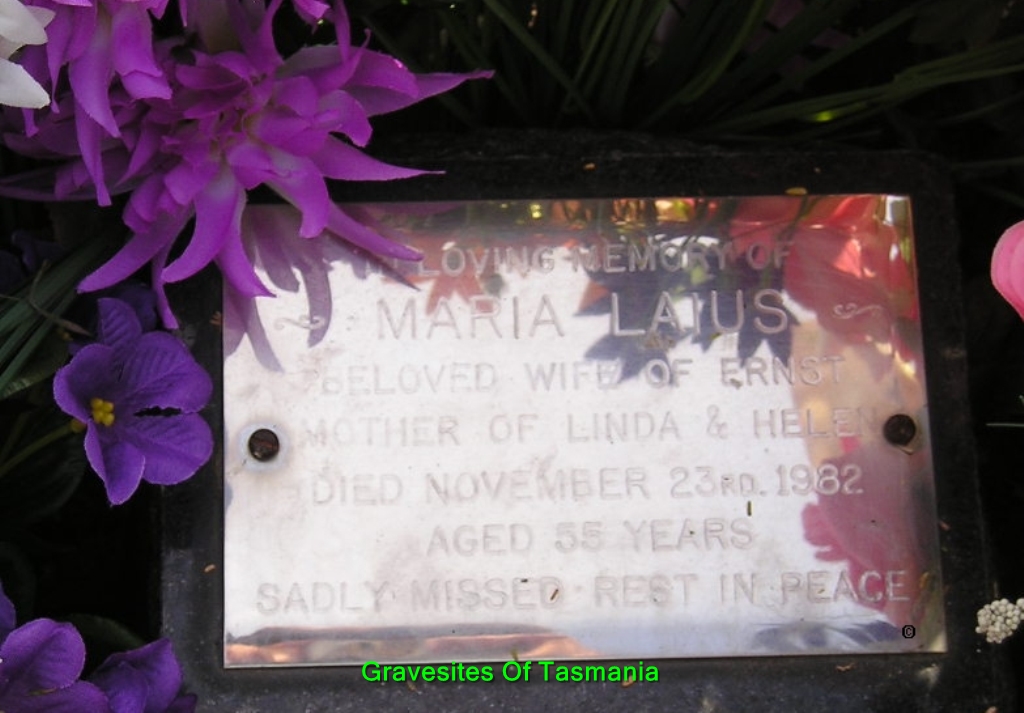 IN LOVING MEMORY OF
MARIA LAIUS
BELOVED WIFE OF ERNST
MOTHER OF LINDA & HELEN
DIED NOVEMBER 23RD. 1982
AGED 55 YEARS
SADLY MISSED · REST IN PEACE
©
Gravesites Of Tasmania